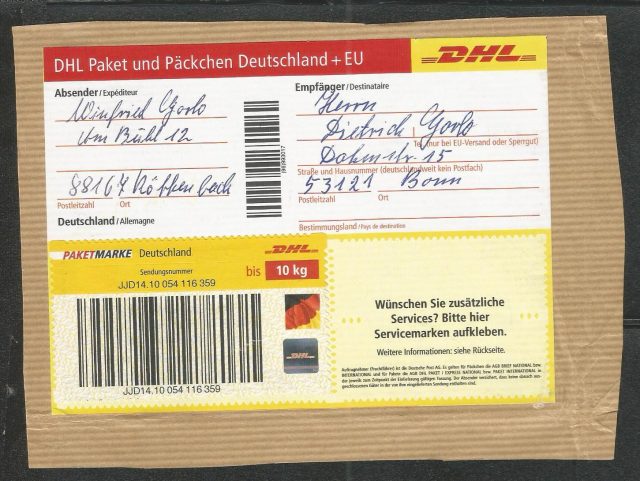 DHL Paket und Päckchen Deutschland + EU
DHL
Absender / Expéditeur
Winfried Gorlo
Am Bühl 12
88167 Röthenbach
Postleitzahl Ort
Deutschland / Allemagne
Empfänger / Destinataire
Herrn
Dietrich Gorlo
Tel. (nur bei EU-Versand oder Sperrgut)
Dahmstr. 15
Straße und Hausnummer (deutschlandweit kein Postfach)
53121 Bonn
Postleitzahl Ort
Bestimmungsland / Pays de destination
PAKETMARKE Deutschland
DHL
Sendungsnummer
JJD14.10 054 116 359
bis 10 kg
JJD14.10 054 116 359
DHL
Wünschen Sie zusätzliche
Services? Bitte hier
Servicemarken aufkleben.
Weitere Informationen: siehe Rückseite.